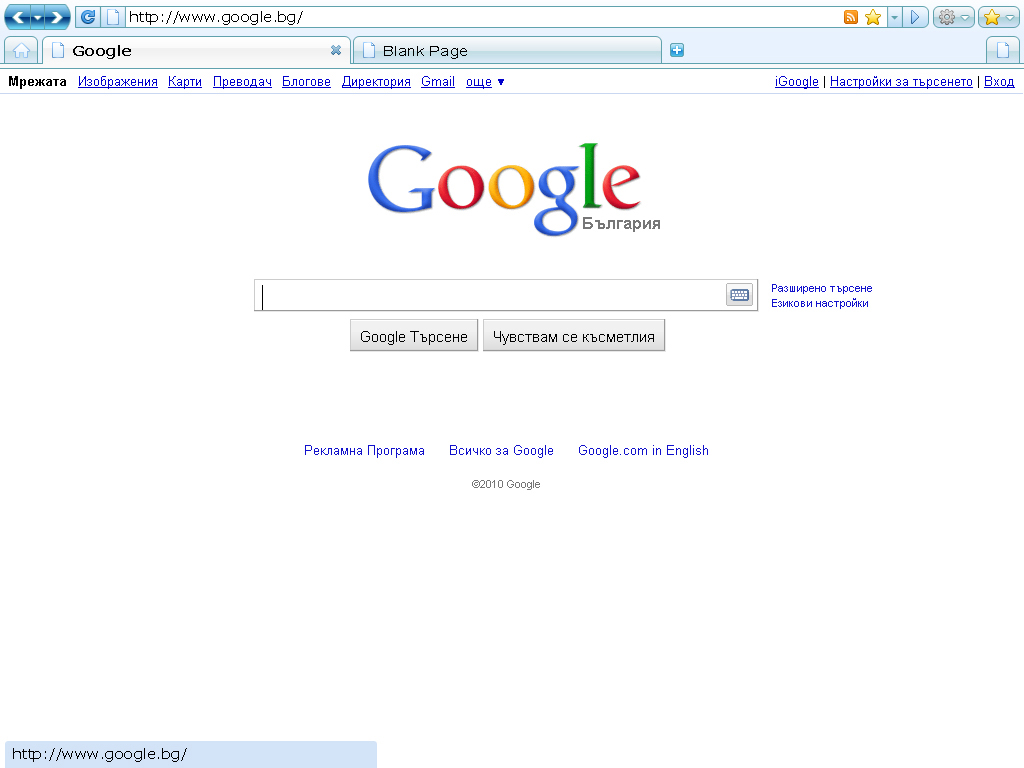 http://www.google.bg/
Google
Blank Page
Мрежата Изображения Карти Преводач Блогове Директория Gmail още ▼
iGoogle | Настройки за търсенето | Вход
Google
България
Разширено търсене
Езикови настройки
Google Търсене
Чувствам се късметлия
Рекламна Програма Всичко за Google Google.com in English
©2010 Google
http://www.google.bg/